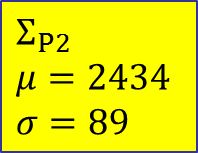 Σ_P2
μ = 2434
σ = 89